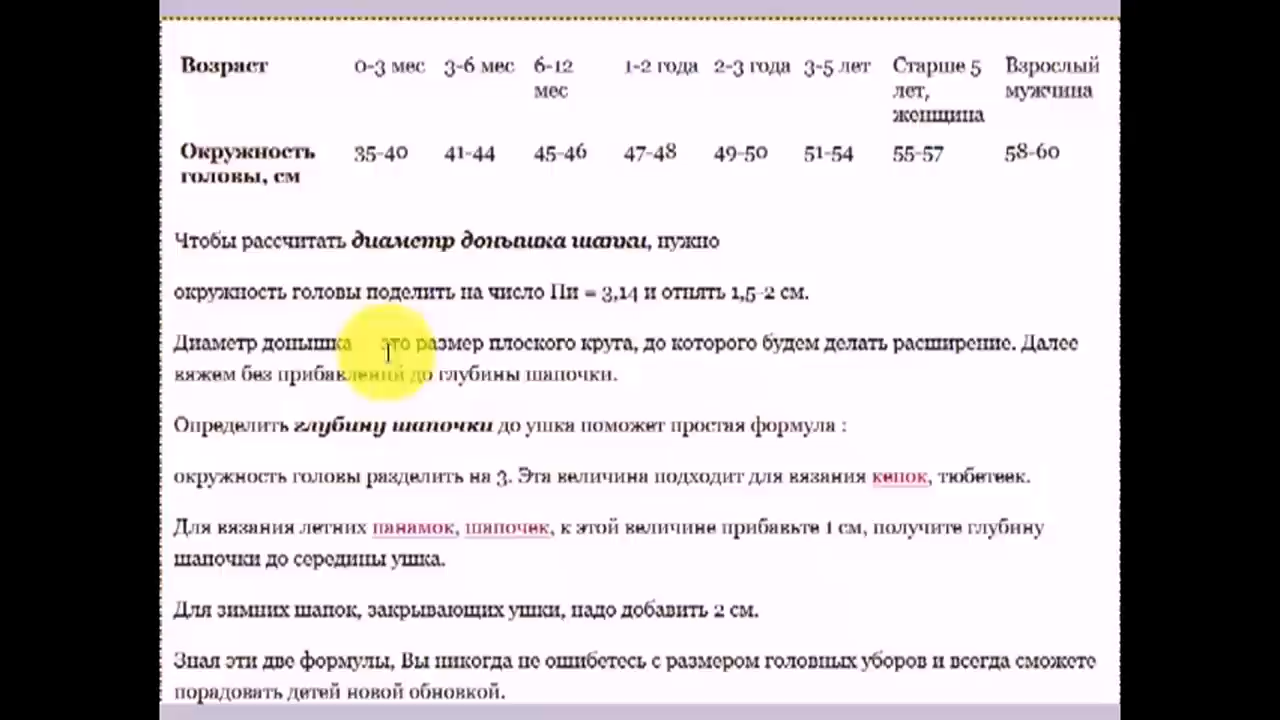 Возраст 0-3 мес 3-6 мес 6-12 мес 1-2 года 2-3 года 3-5 лет Старше 5 лет, женщина Взрослый мужчина
Окружность головы, см 35-40 41-44 45-46 47-48 49-50 51-54 55-57 58-60
Чтобы рассчитать диаметр донышка шапки, нужно
окружность головы поделить на число Пи = 3,14 и отнять 1,5-2 см.
Диаметр донышка это размер плоского круга, до которого будем делать расширение. Далее
вяжем без прибавлений до глубины шапочки.
Определить глубину шапочки до ушка поможет простая формула :
окружность головы разделить на 3. Эта величина подходит для вязания кепок, тюбетеек.
Для вязания летних панамок, шапочек, к этой величине прибавьте 1 см, получите глубину
шапочки до середины ушка.
Для зимних шапок, закрывающих ушки, надо добавить 2 см.
Зная эти две формулы, Вы никогда не ошибетесь с размером головных уборов и всегда сможете
порадовать детей новой обновкой.